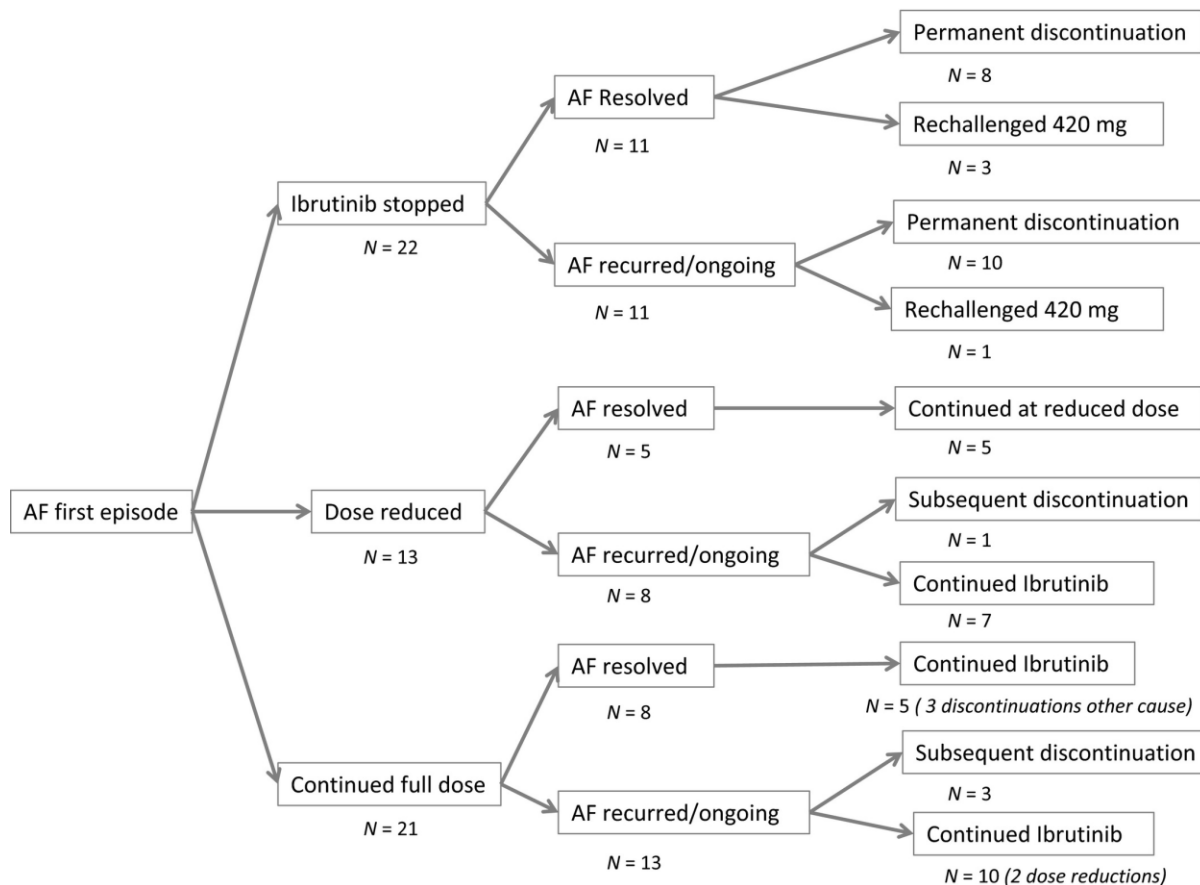 AF first episode
Ibrutinib stopped
N = 22
AF Resolved
N = 11
Permanent discontinuation
N = 8
Rechallenged 420 mg
N = 3
AF recurred/ongoing
N = 11
Permanent discontinuation
N = 10
Rechallenged 420 mg
N = 1
Dose reduced
N = 13
AF resolved
N = 5
Continued at reduced dose
N = 5
AF recurred/ongoing
N = 8
Subsequent discontinuation
N = 1
Continued Ibrutinib
N = 7
Continued full dose
N = 21
AF resolved
N = 8
Continued Ibrutinib
N = 5 ( 3 discontinuations other cause)
AF recurred/ongoing
N = 13
Subsequent discontinuation
N = 3
Continued Ibrutinib
N = 10 (2 dose reductions)